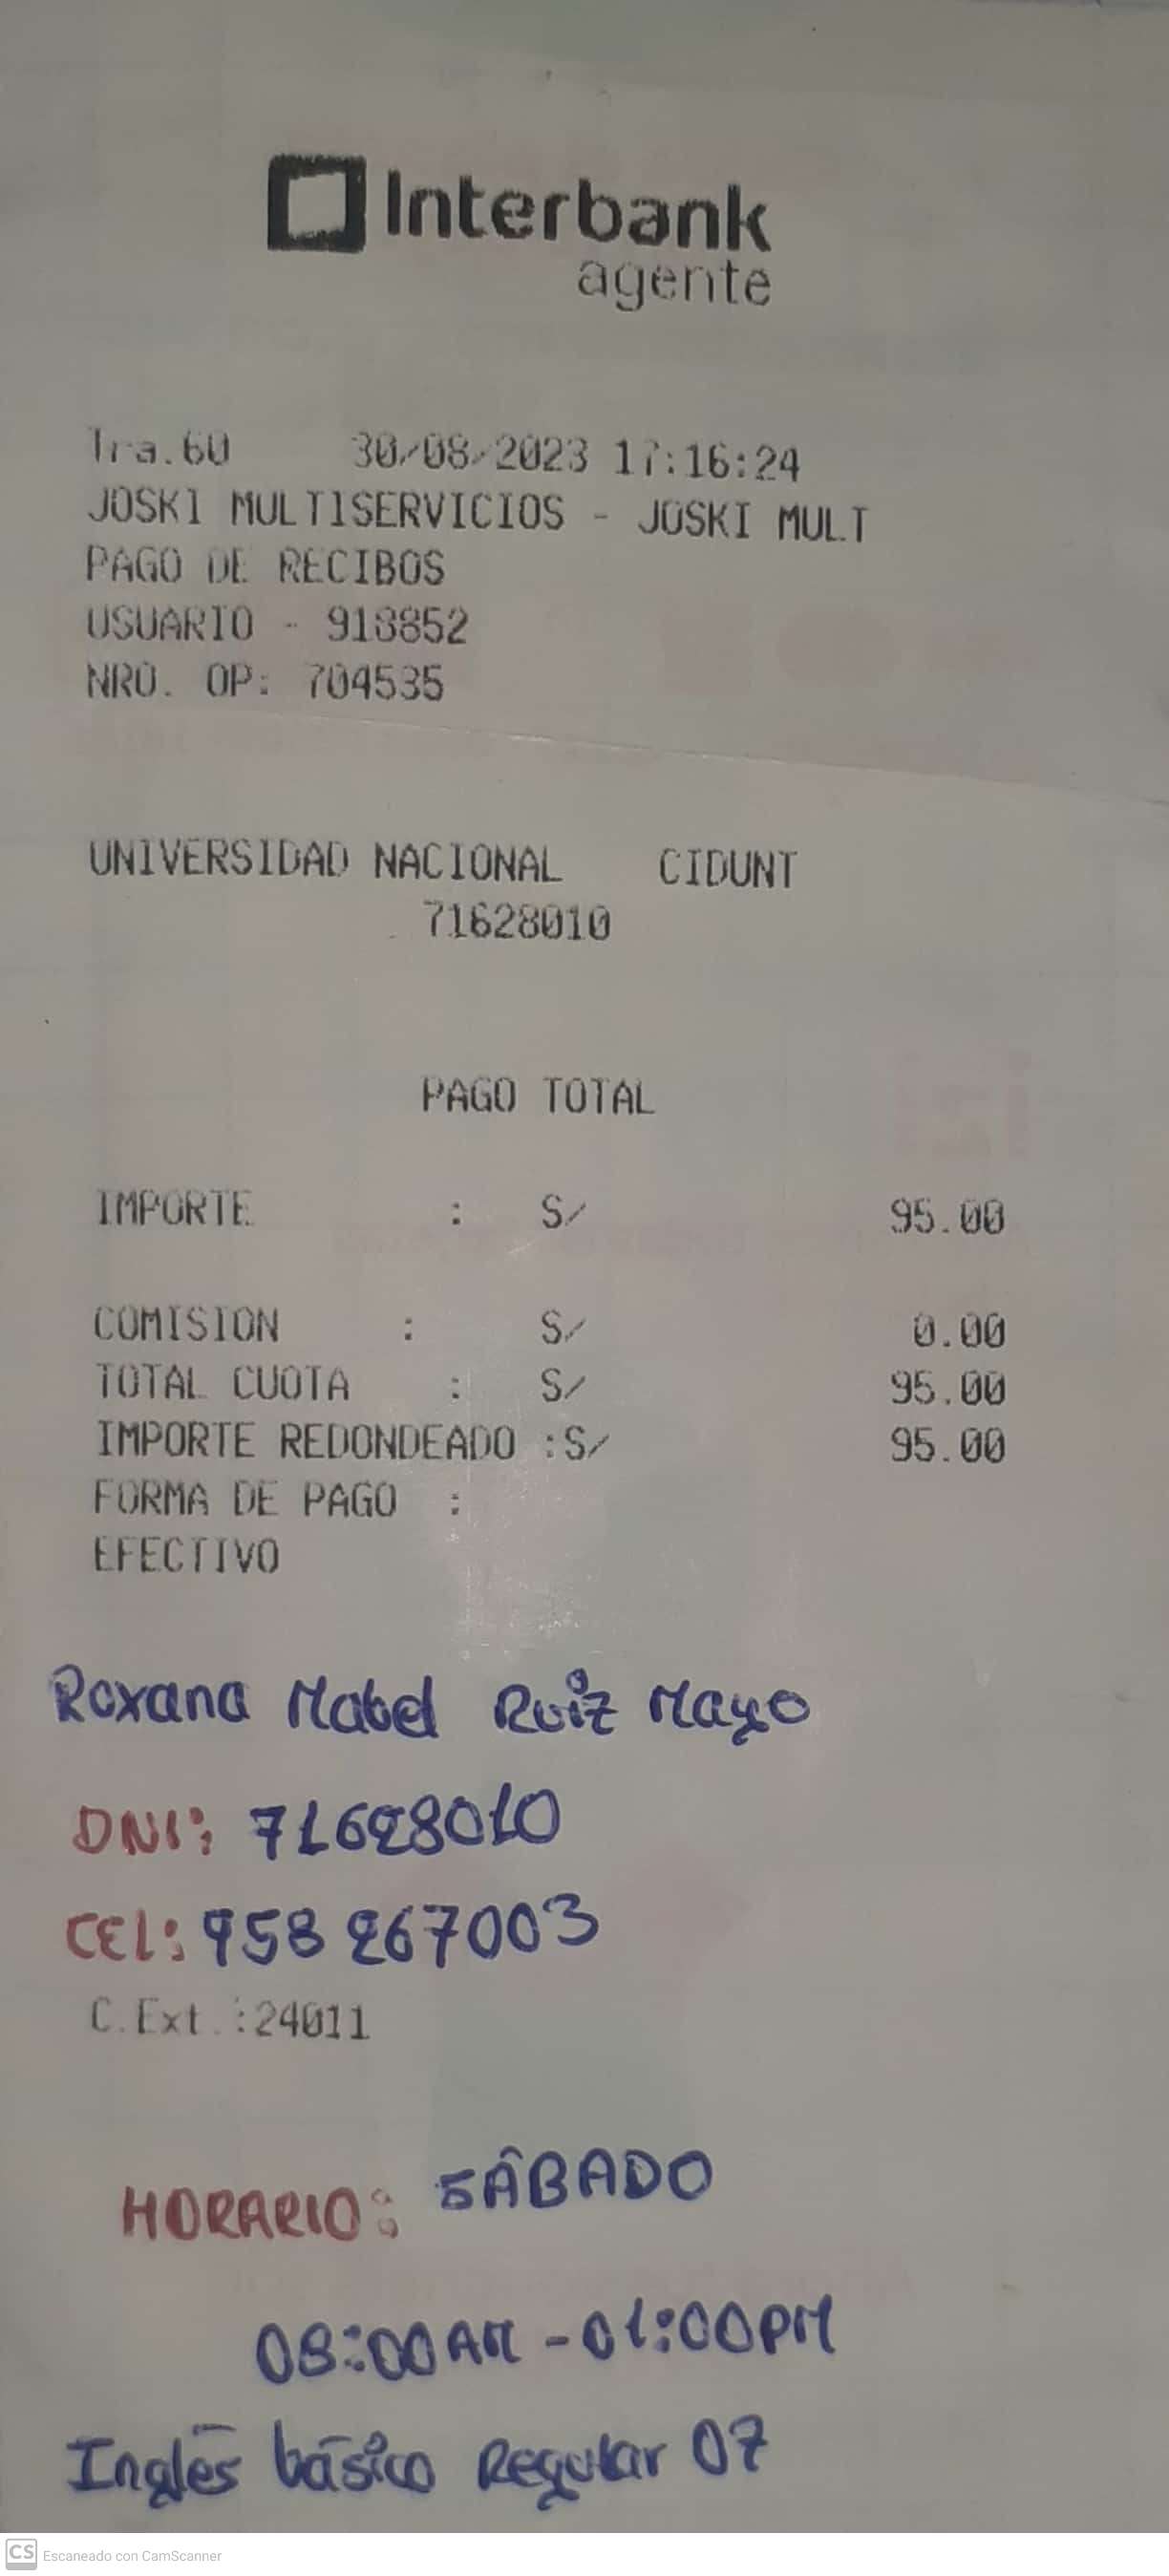 Interbank
agente
Tra.60 30/08/2023 17:16:24
JOSKI MULTISERVICIOS - JOSKI MULT
PAGO DE RECIBOS
USUARIO - 918852
NRO. OP: 704535
UNIVERSIDAD NACIONAL CIDUNT
71628010
PAGO TOTAL
IMPORTE : S/ 95.00
COMISION : S/ 0.00
TOTAL CUOTA : S/ 95.00
IMPORTE REDONDEADO :S/ 95.00
FORMA DE PAGO :
EFECTIVO
Roxana Mabel Ruiz Mayo
DNI: 71628010
CEL: 958 267003
C.Ext.:24011
HORARIO: SÁBADO
08:00AM - 01:00PM
Inglés básico Regular 07
CS Escaneado con CamScanner